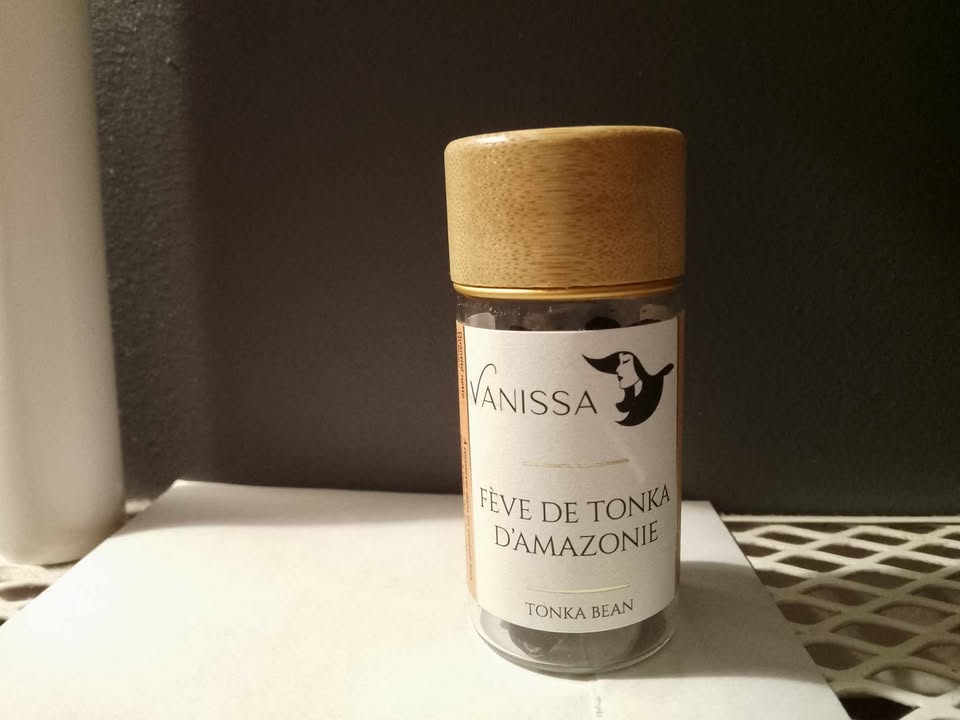 VANISSA
FÈVE DE TONKA
D'AMAZONIE
TONKA BEAN